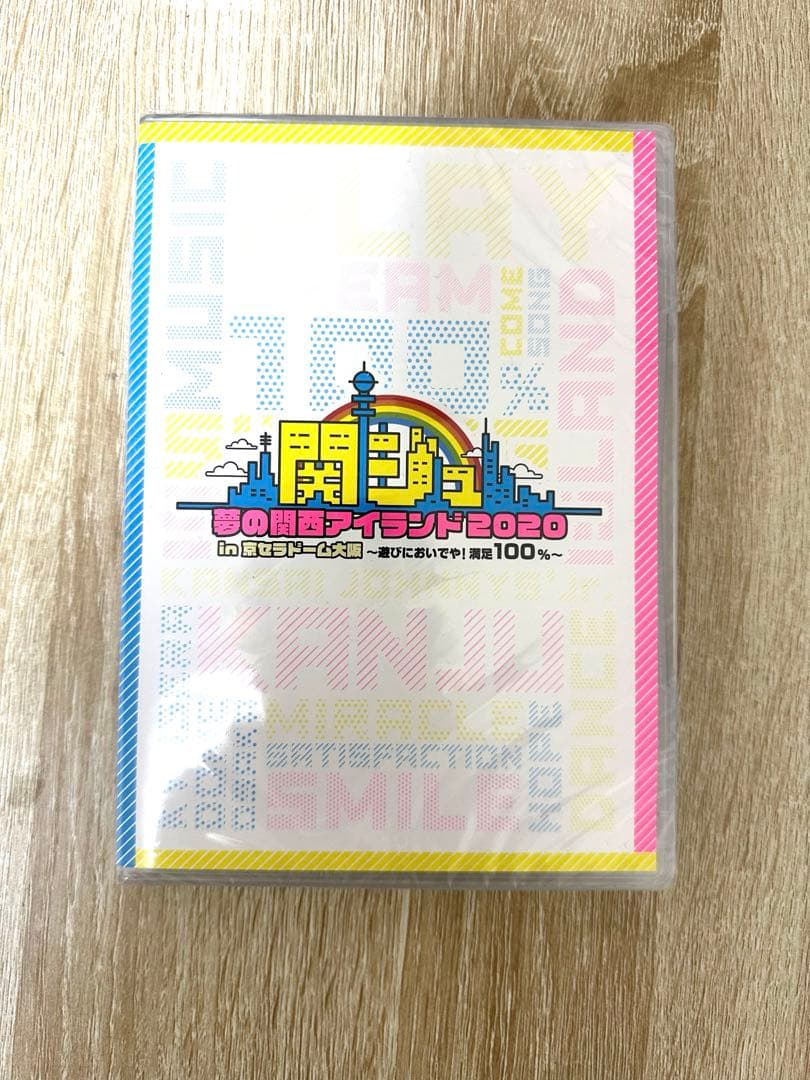 MUSIC
PLAY
100%
COME
SONG
ISLAND
関ジュ
夢の関西アイランド2020
in 京セラドーム大阪 ～遊びにおいでや!満足100%～
KANSAI JOHNNYS'Jr.
KANJU
MIRACLE
SATISFACTION
SMILE
HOPE
DANCE